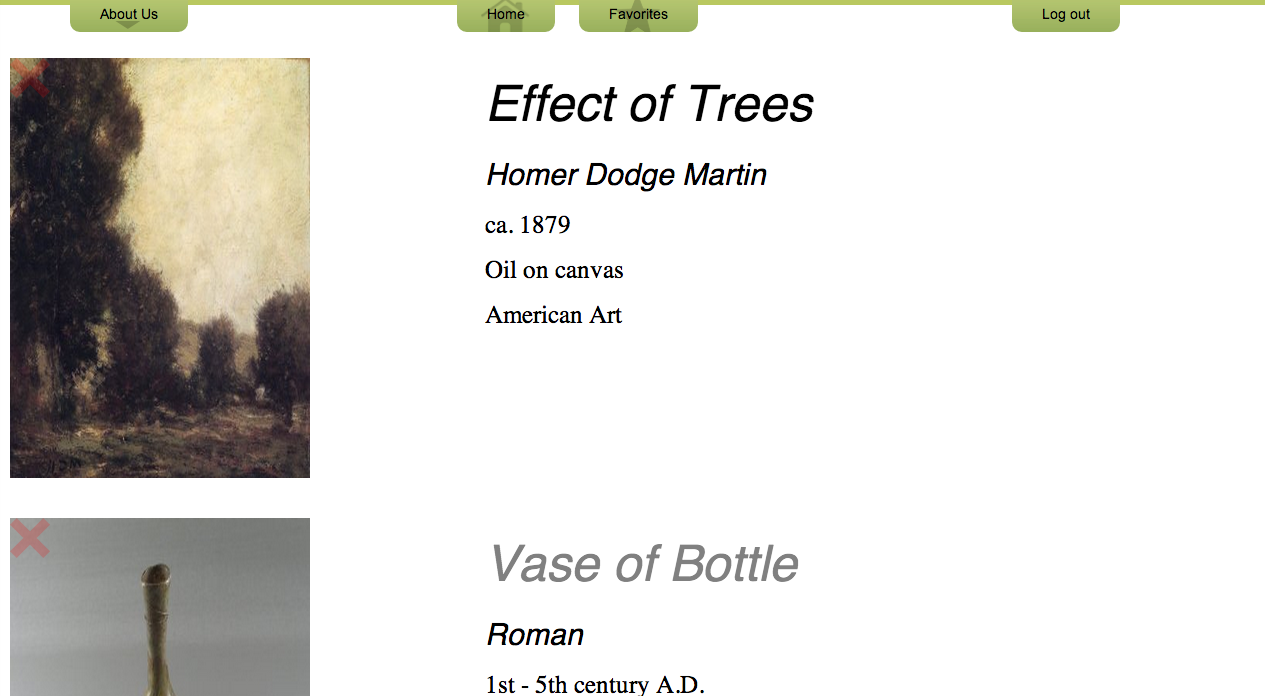 About Us
Home
Favorites
Log out
Effect of Trees
Homer Dodge Martin
ca. 1879
Oil on canvas
American Art
Vase of Bottle
Roman
1st - 5th century A.D.